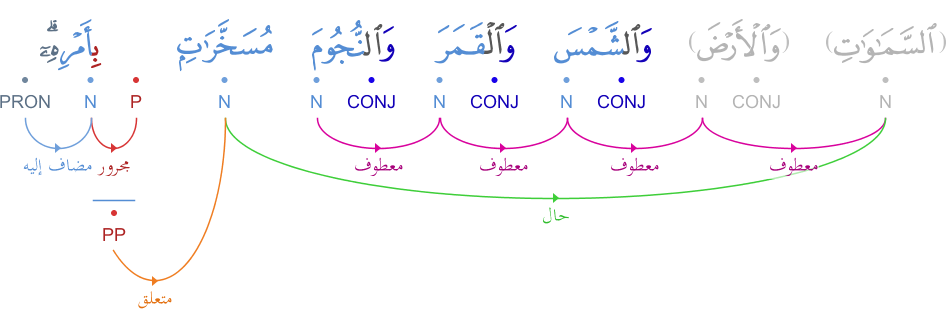 (السَّمَـٰوَٰتِ) (وَٱلْأَرْضَ) وَٱلشَّمْسَ وَٱلْقَمَرَ وَٱلنُّجُومَ مُسَخَّرَٰتٍۭ بِأَمْرِهِۦٓ ۗ
N CONJ N CONJ N CONJ N CONJ N N P N PRON
معطوف معطوف معطوف معطوف مجرور مضاف إليه
حال
PP
متعلق